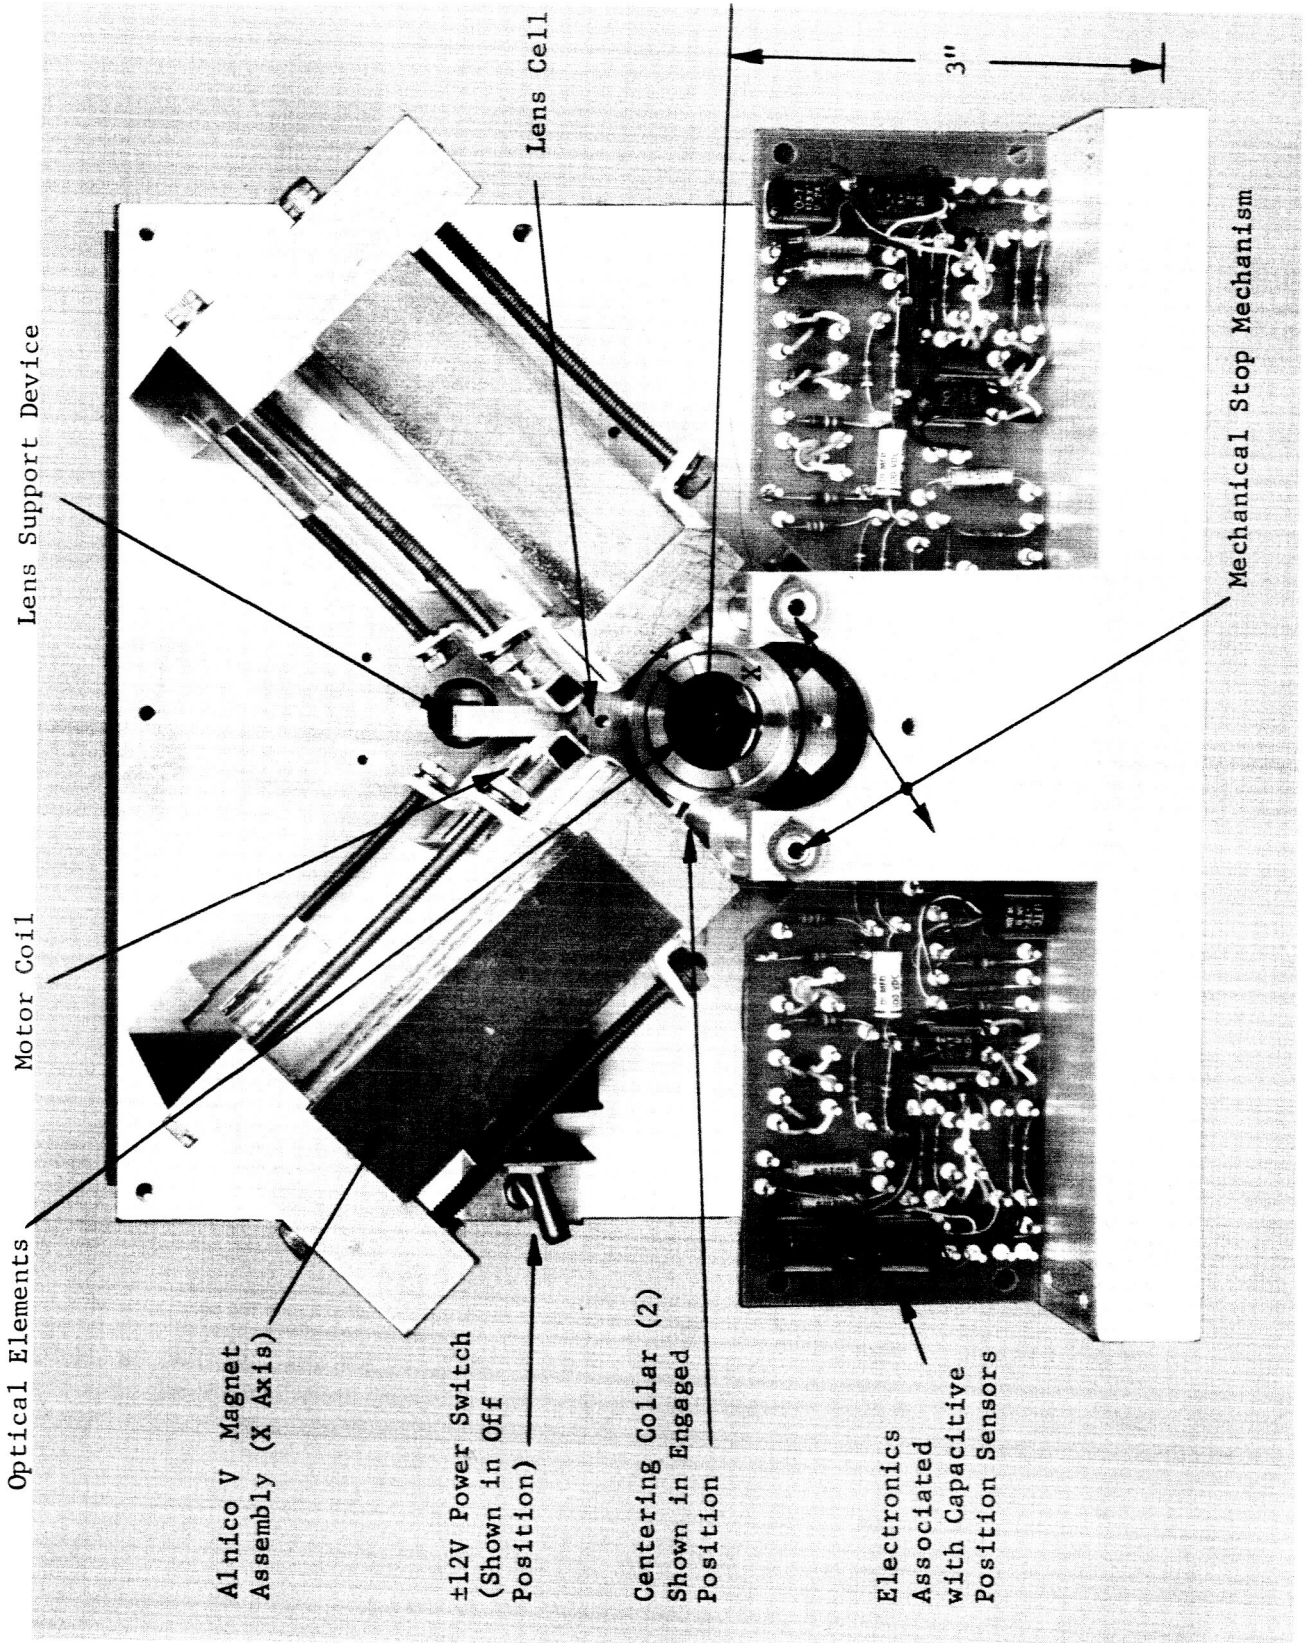 Optical Elements
Motor Coil
Lens Support Device
Lens Cell
Alnico V Magnet
Assembly (X Axis)
±12V Power Switch
(Shown in Off
Position)
Centering Collar (2)
Shown in Engaged
Position
Electronics
Associated
with Capacitive
Position Sensors
Mechanical Stop Mechanism
3"
X